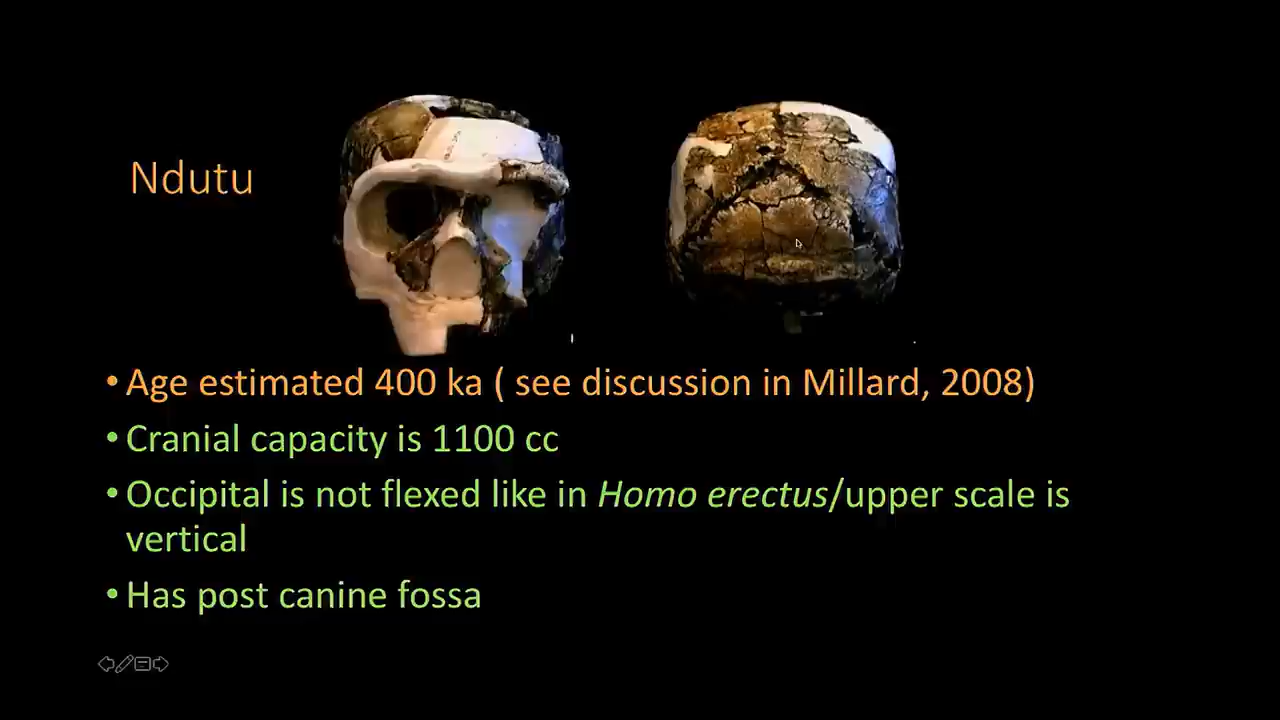 Ndutu
• Age estimated 400 ka ( see discussion in Millard, 2008)
• Cranial capacity is 1100 cc
• Occipital is not flexed like in Homo erectus/upper scale is
vertical
• Has post canine fossa